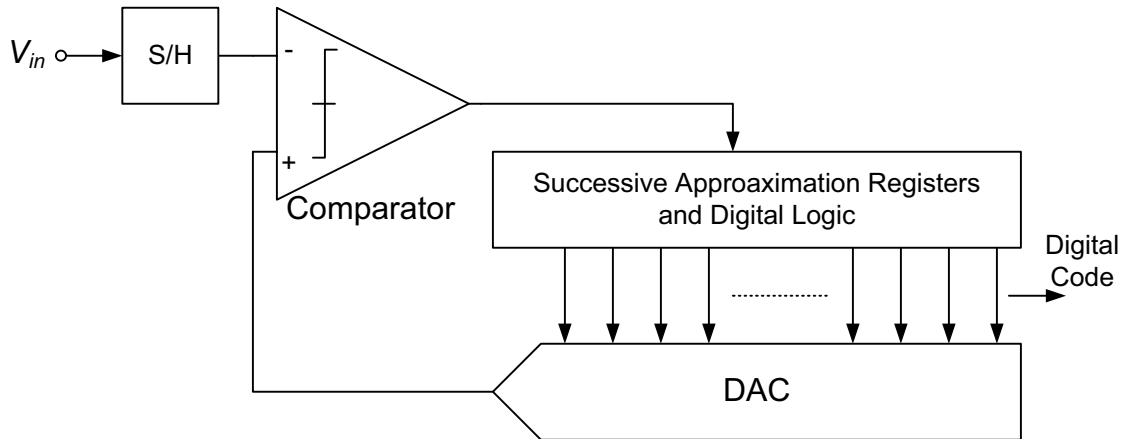 V_in
S/H
-
+
Comparator
Successive Approaximation Registers
and Digital Logic
Digital
Code
DAC